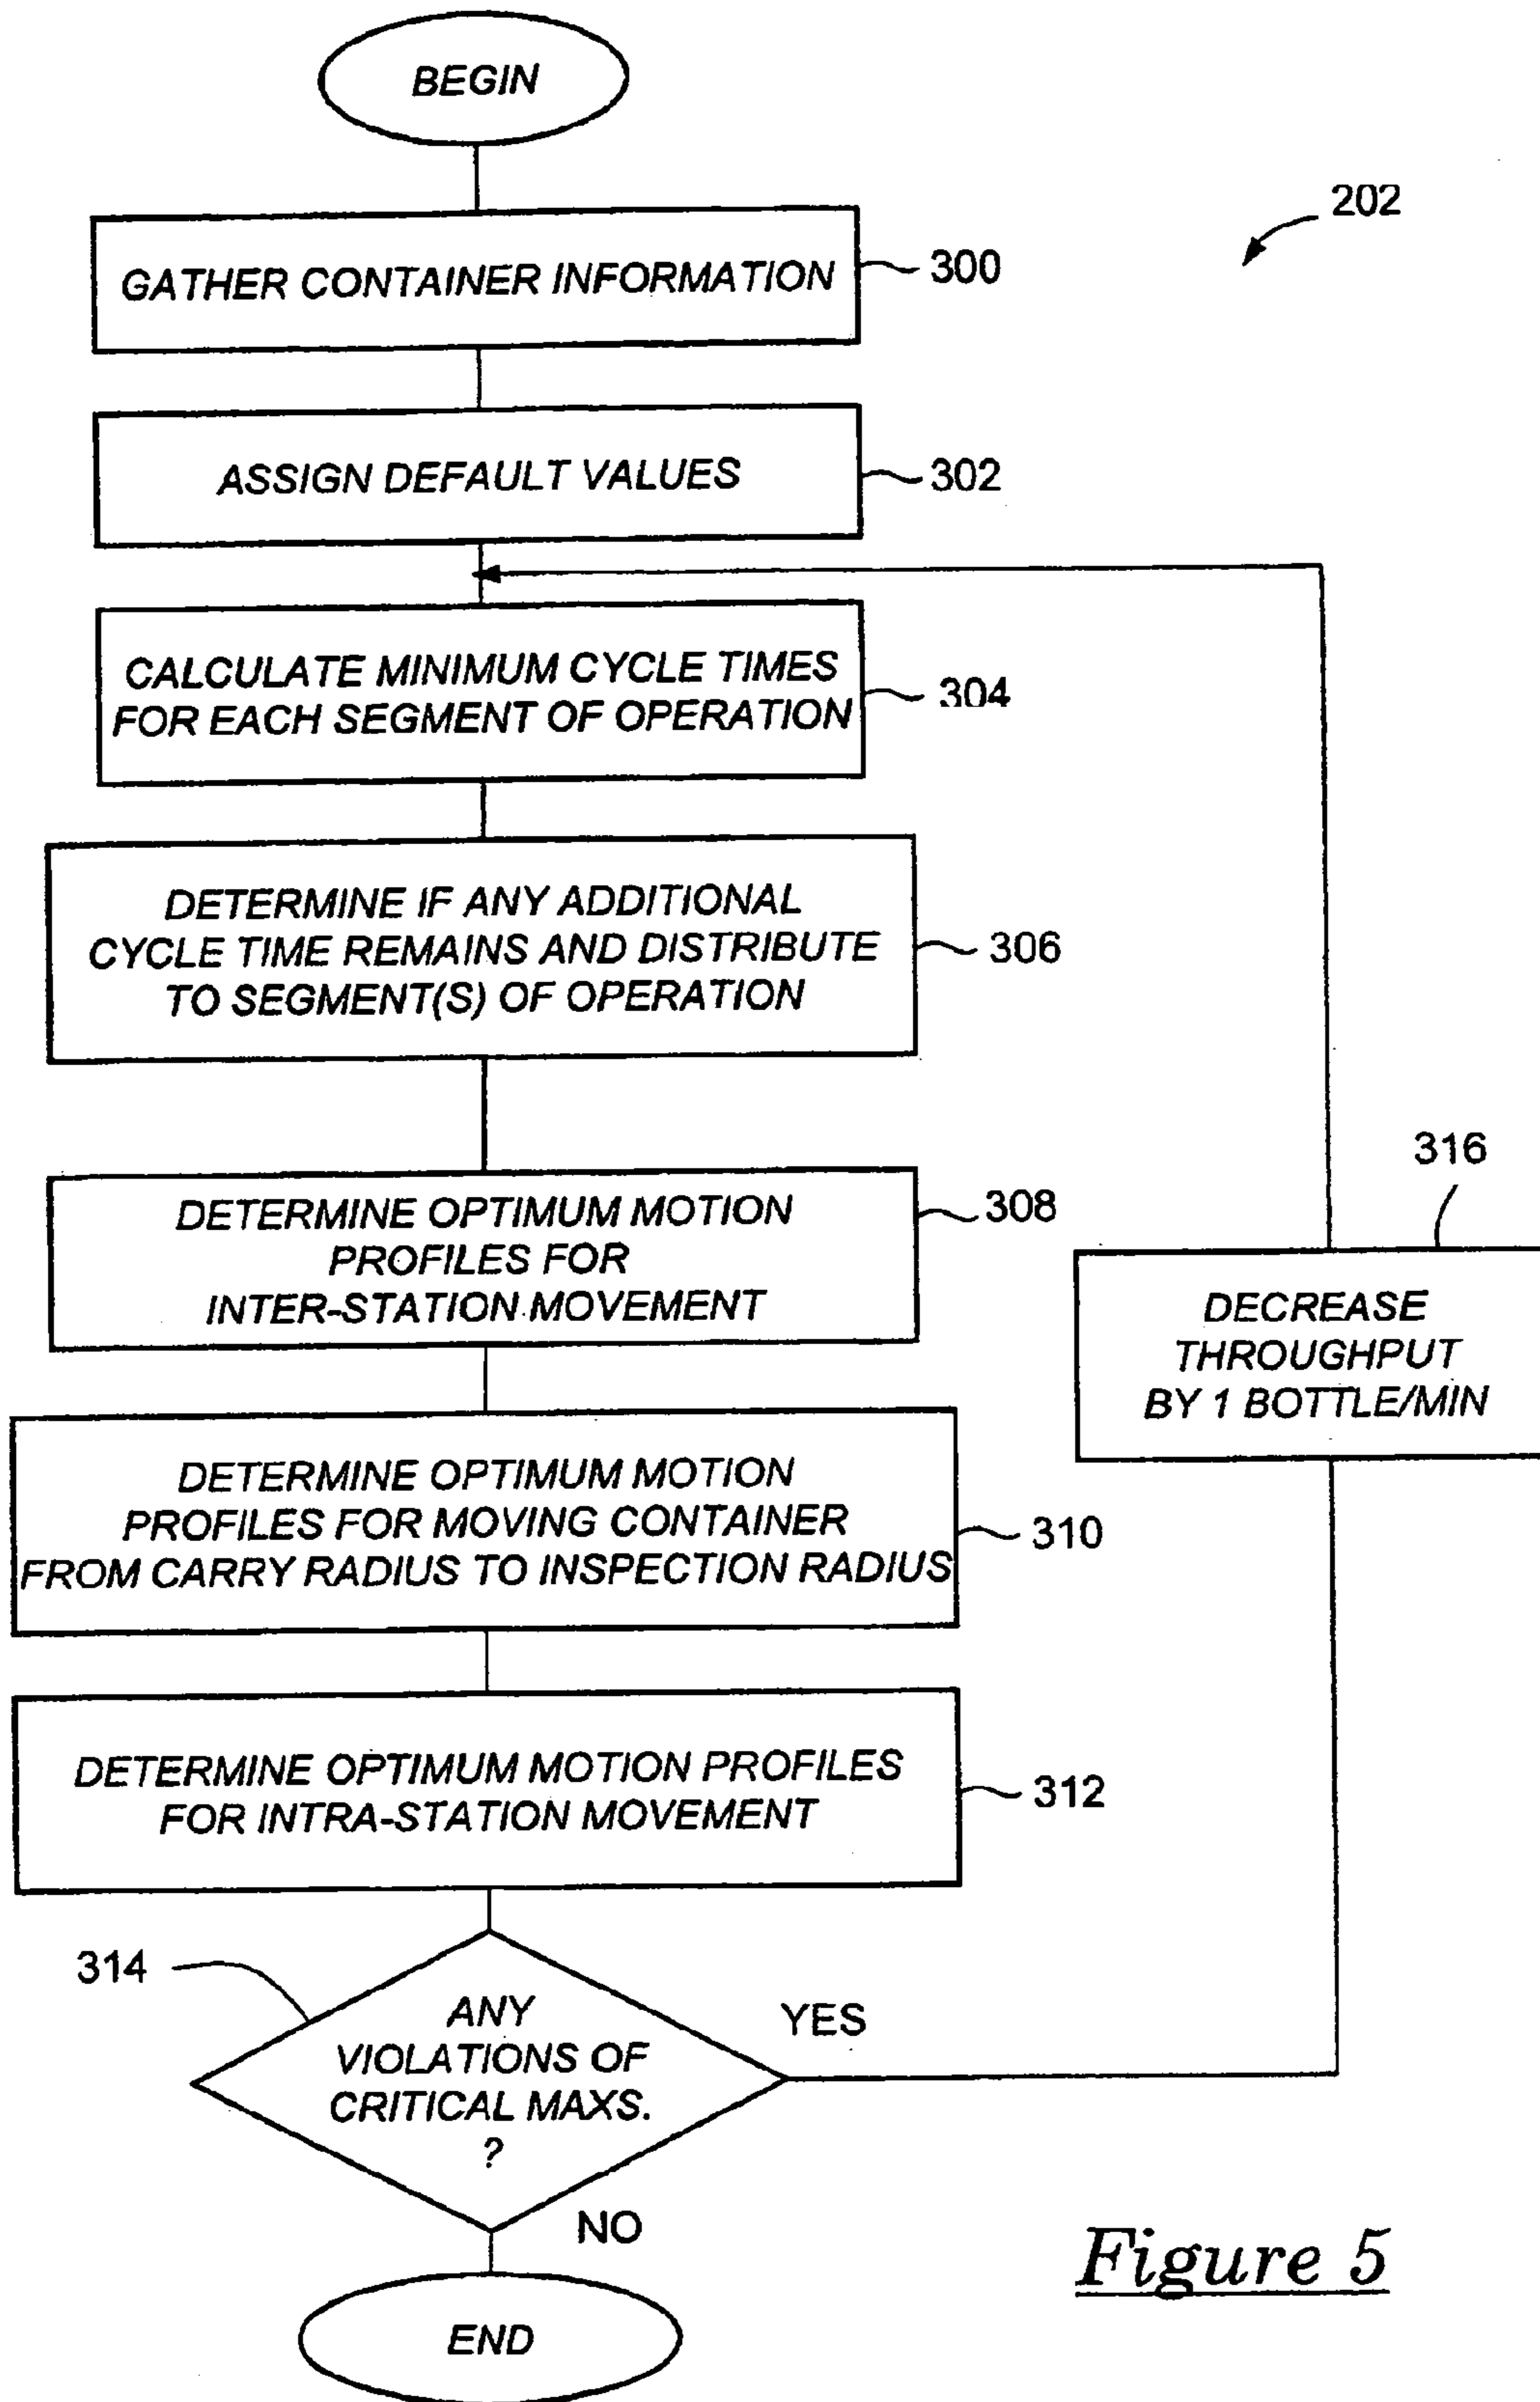 BEGIN
202
GATHER CONTAINER INFORMATION
300
ASSIGN DEFAULT VALUES
302
CALCULATE MINIMUM CYCLE TIMES
FOR EACH SEGMENT OF OPERATION
304
DETERMINE IF ANY ADDITIONAL
CYCLE TIME REMAINS AND DISTRIBUTE
TO SEGMENT(S) OF OPERATION
306
DETERMINE OPTIMUM MOTION
PROFILES FOR
INTER-STATION MOVEMENT
308
316
DECREASE
THROUGHPUT
BY 1 BOTTLE/MIN
DETERMINE OPTIMUM MOTION
PROFILES FOR MOVING CONTAINER
FROM CARRY RADIUS TO INSPECTION RADIUS
310
DETERMINE OPTIMUM MOTION PROFILES
FOR INTRA-STATION MOVEMENT
312
314
ANY
VIOLATIONS OF
CRITICAL MAXS.
?
YES
NO
END
Figure 5